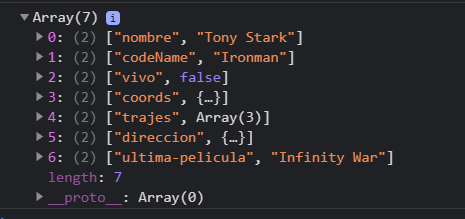 ▼ Array(7) i
▶ 0: (2) ["nombre", "Tony Stark"]
▶ 1: (2) ["codeName", "Ironman"]
▶ 2: (2) ["vivo", false]
▶ 3: (2) ["coords", {…}]
▶ 4: (2) ["trajes", Array(3)]
▶ 5: (2) ["direccion", {…}]
▶ 6: (2) ["ultima-pelicula", "Infinity War"]
length: 7
▶ __proto__: Array(0)